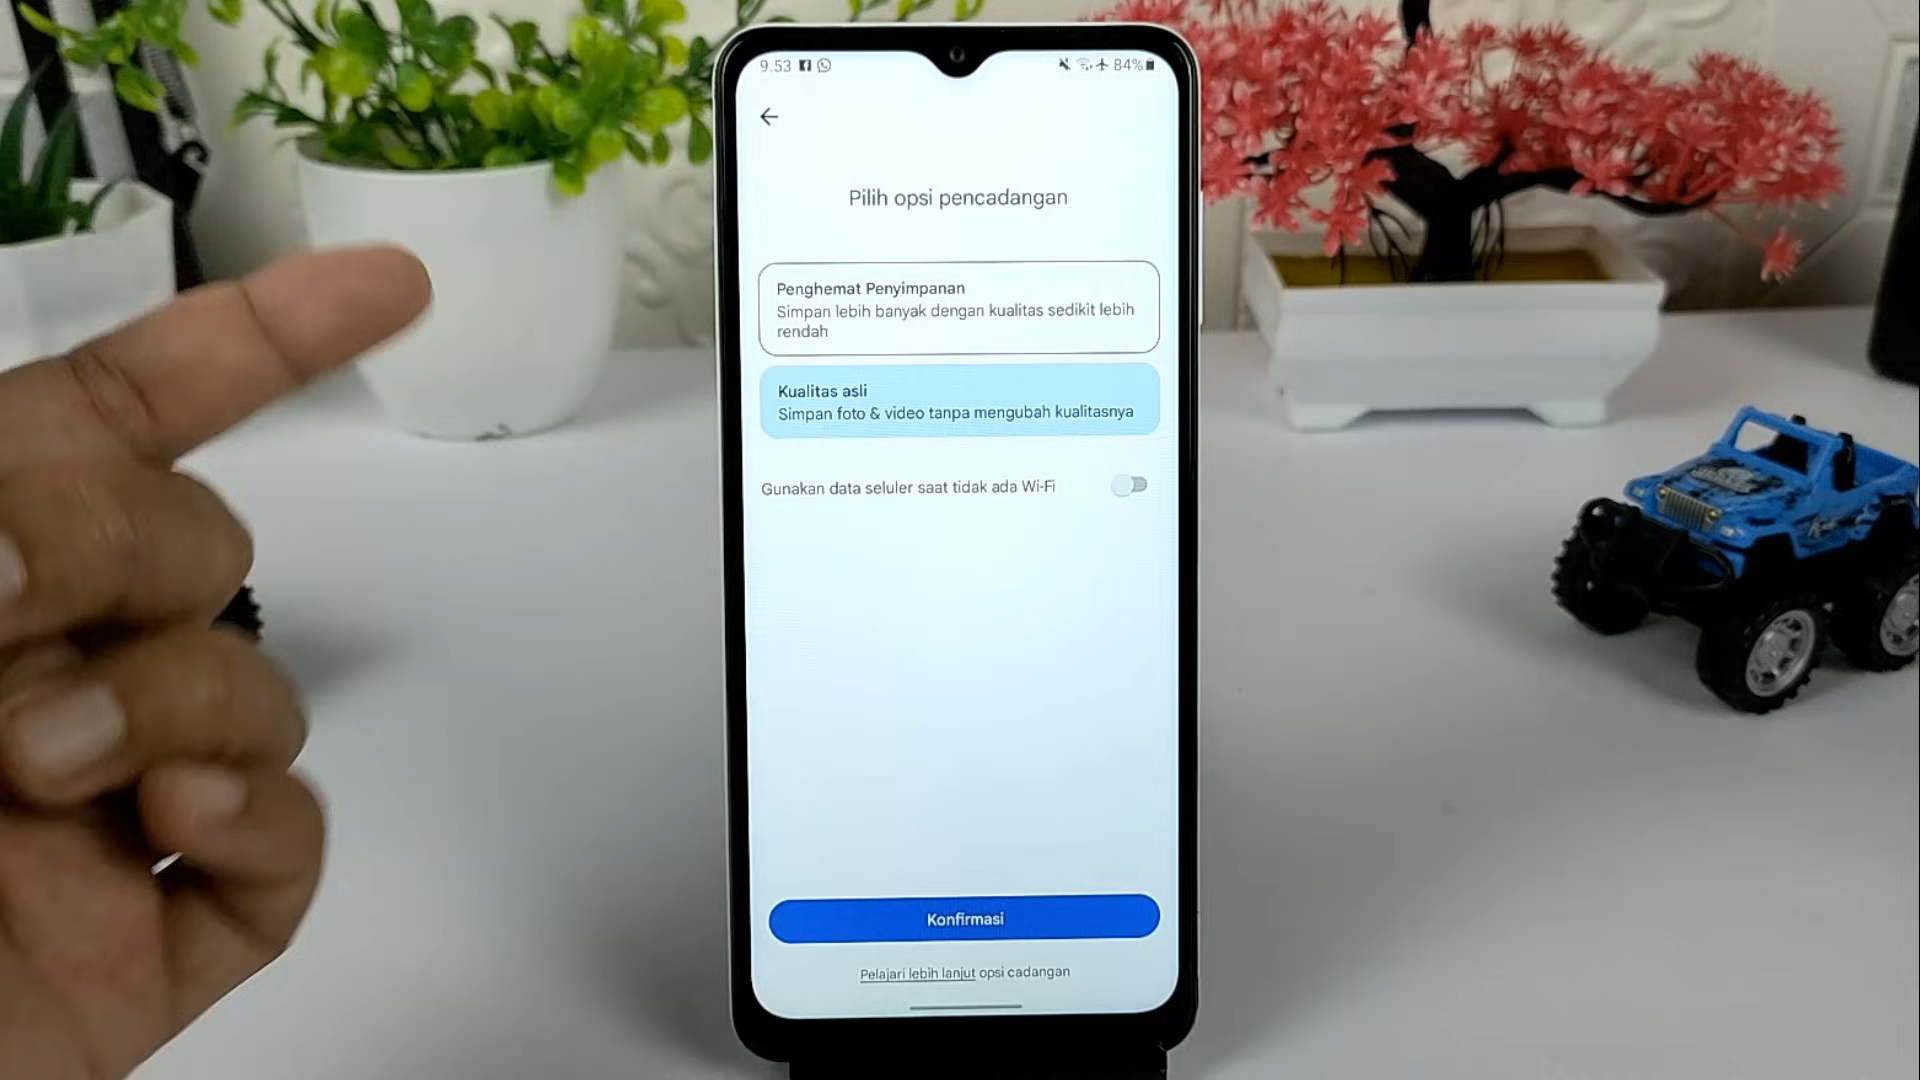 9.53
84%
Pilih opsi pencadangan
Penghemat Penyimpanan
Simpan lebih banyak dengan kualitas sedikit lebih
rendah
Kualitas asli
Simpan foto & video tanpa mengubah kualitasnya
Gunakan data seluler saat tidak ada Wi-Fi
Konfirmasi
Pelajari lebih lanjut opsi cadangan